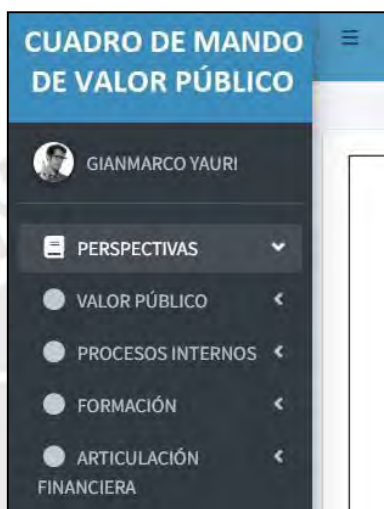 CUADRO DE MANDO
DE VALOR PÚBLICO
GIANMARCO YAURI
PERSPECTIVAS
VALOR PÚBLICO
PROCESOS INTERNOS
FORMACIÓN
ARTICULACIÓN
FINANCIERA